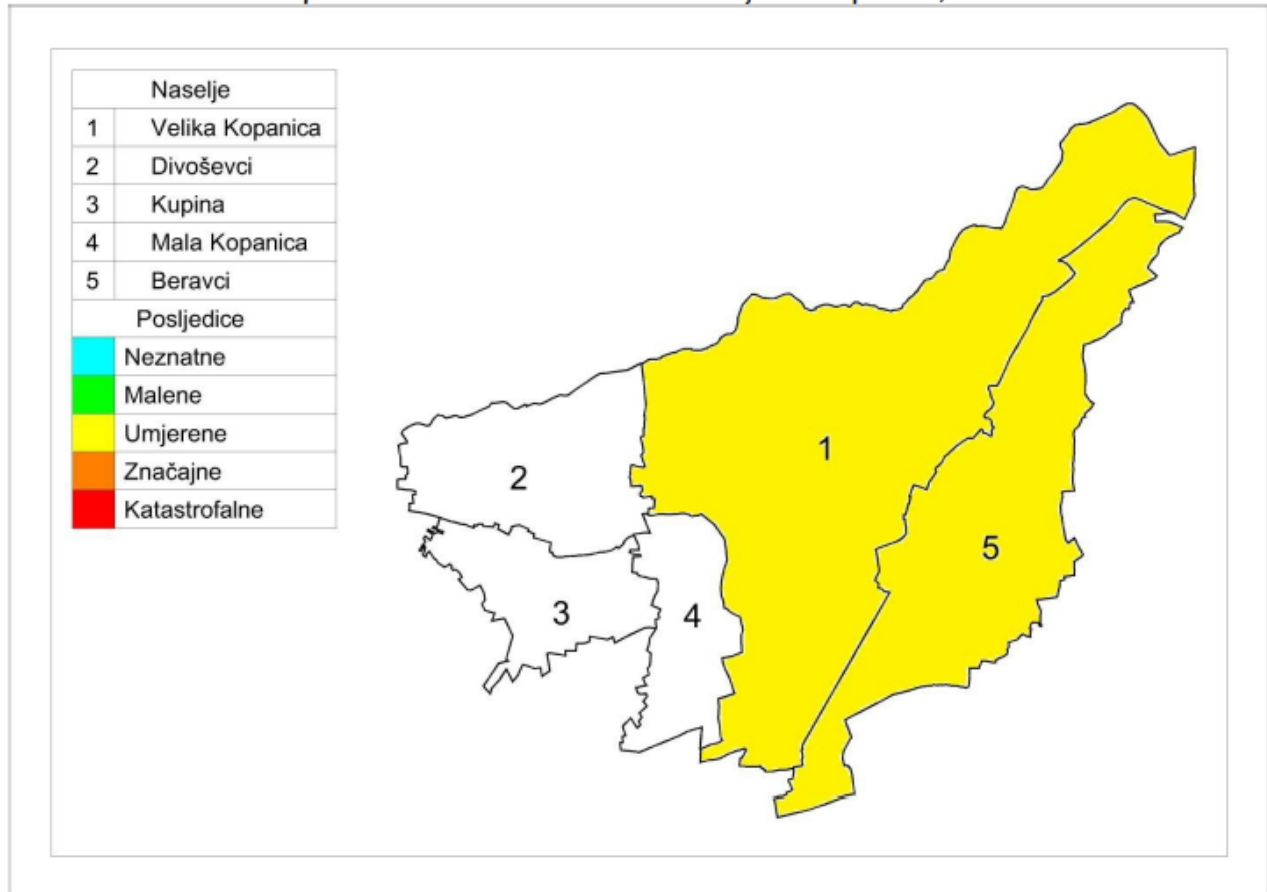 Naselje
1 Velika Kopanica
2 Divoševci
3 Kupina
4 Mala Kopanica
5 Beravci
Posljedice
Neznatne
Malene
Umjerene
Značajne
Katastrofalne
1
2
5
3
4